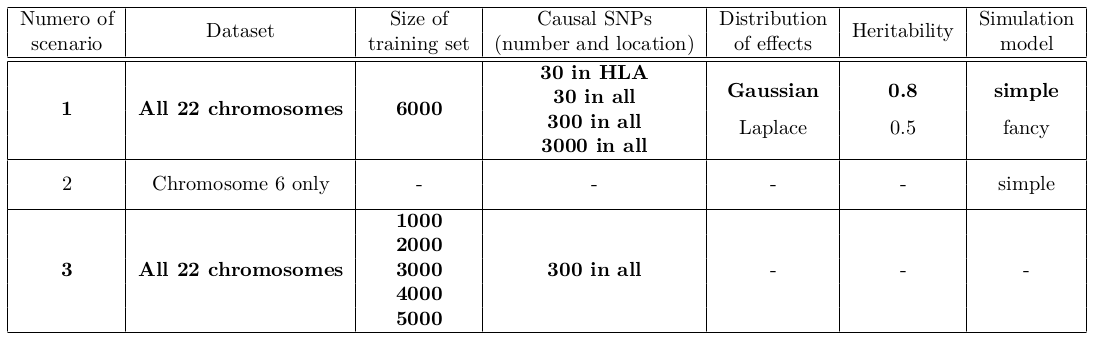 Numero of scenario | Dataset | Size of training set | Causal SNPs (number and location) | Distribution of effects | Heritability | Simulation model
1 | All 22 chromosomes | 6000 | 30 in HLA 30 in all 300 in all 3000 in all | Gaussian Laplace | 0.8 0.5 | simple fancy
2 | Chromosome 6 only | - | - | - | - | simple
3 | All 22 chromosomes | 1000 2000 3000 4000 5000 | 300 in all | - | - | -